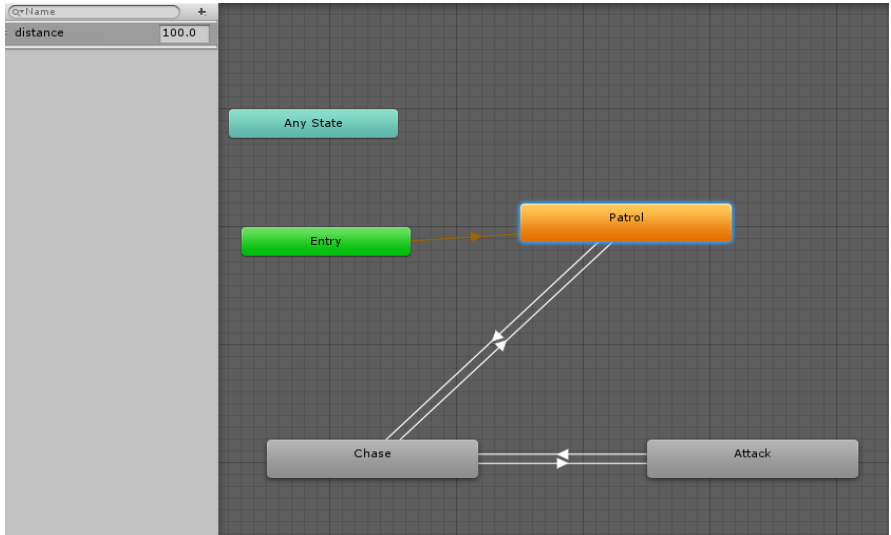 Name
distance 100.0
Any State
Patrol
Entry
Chase
Attack